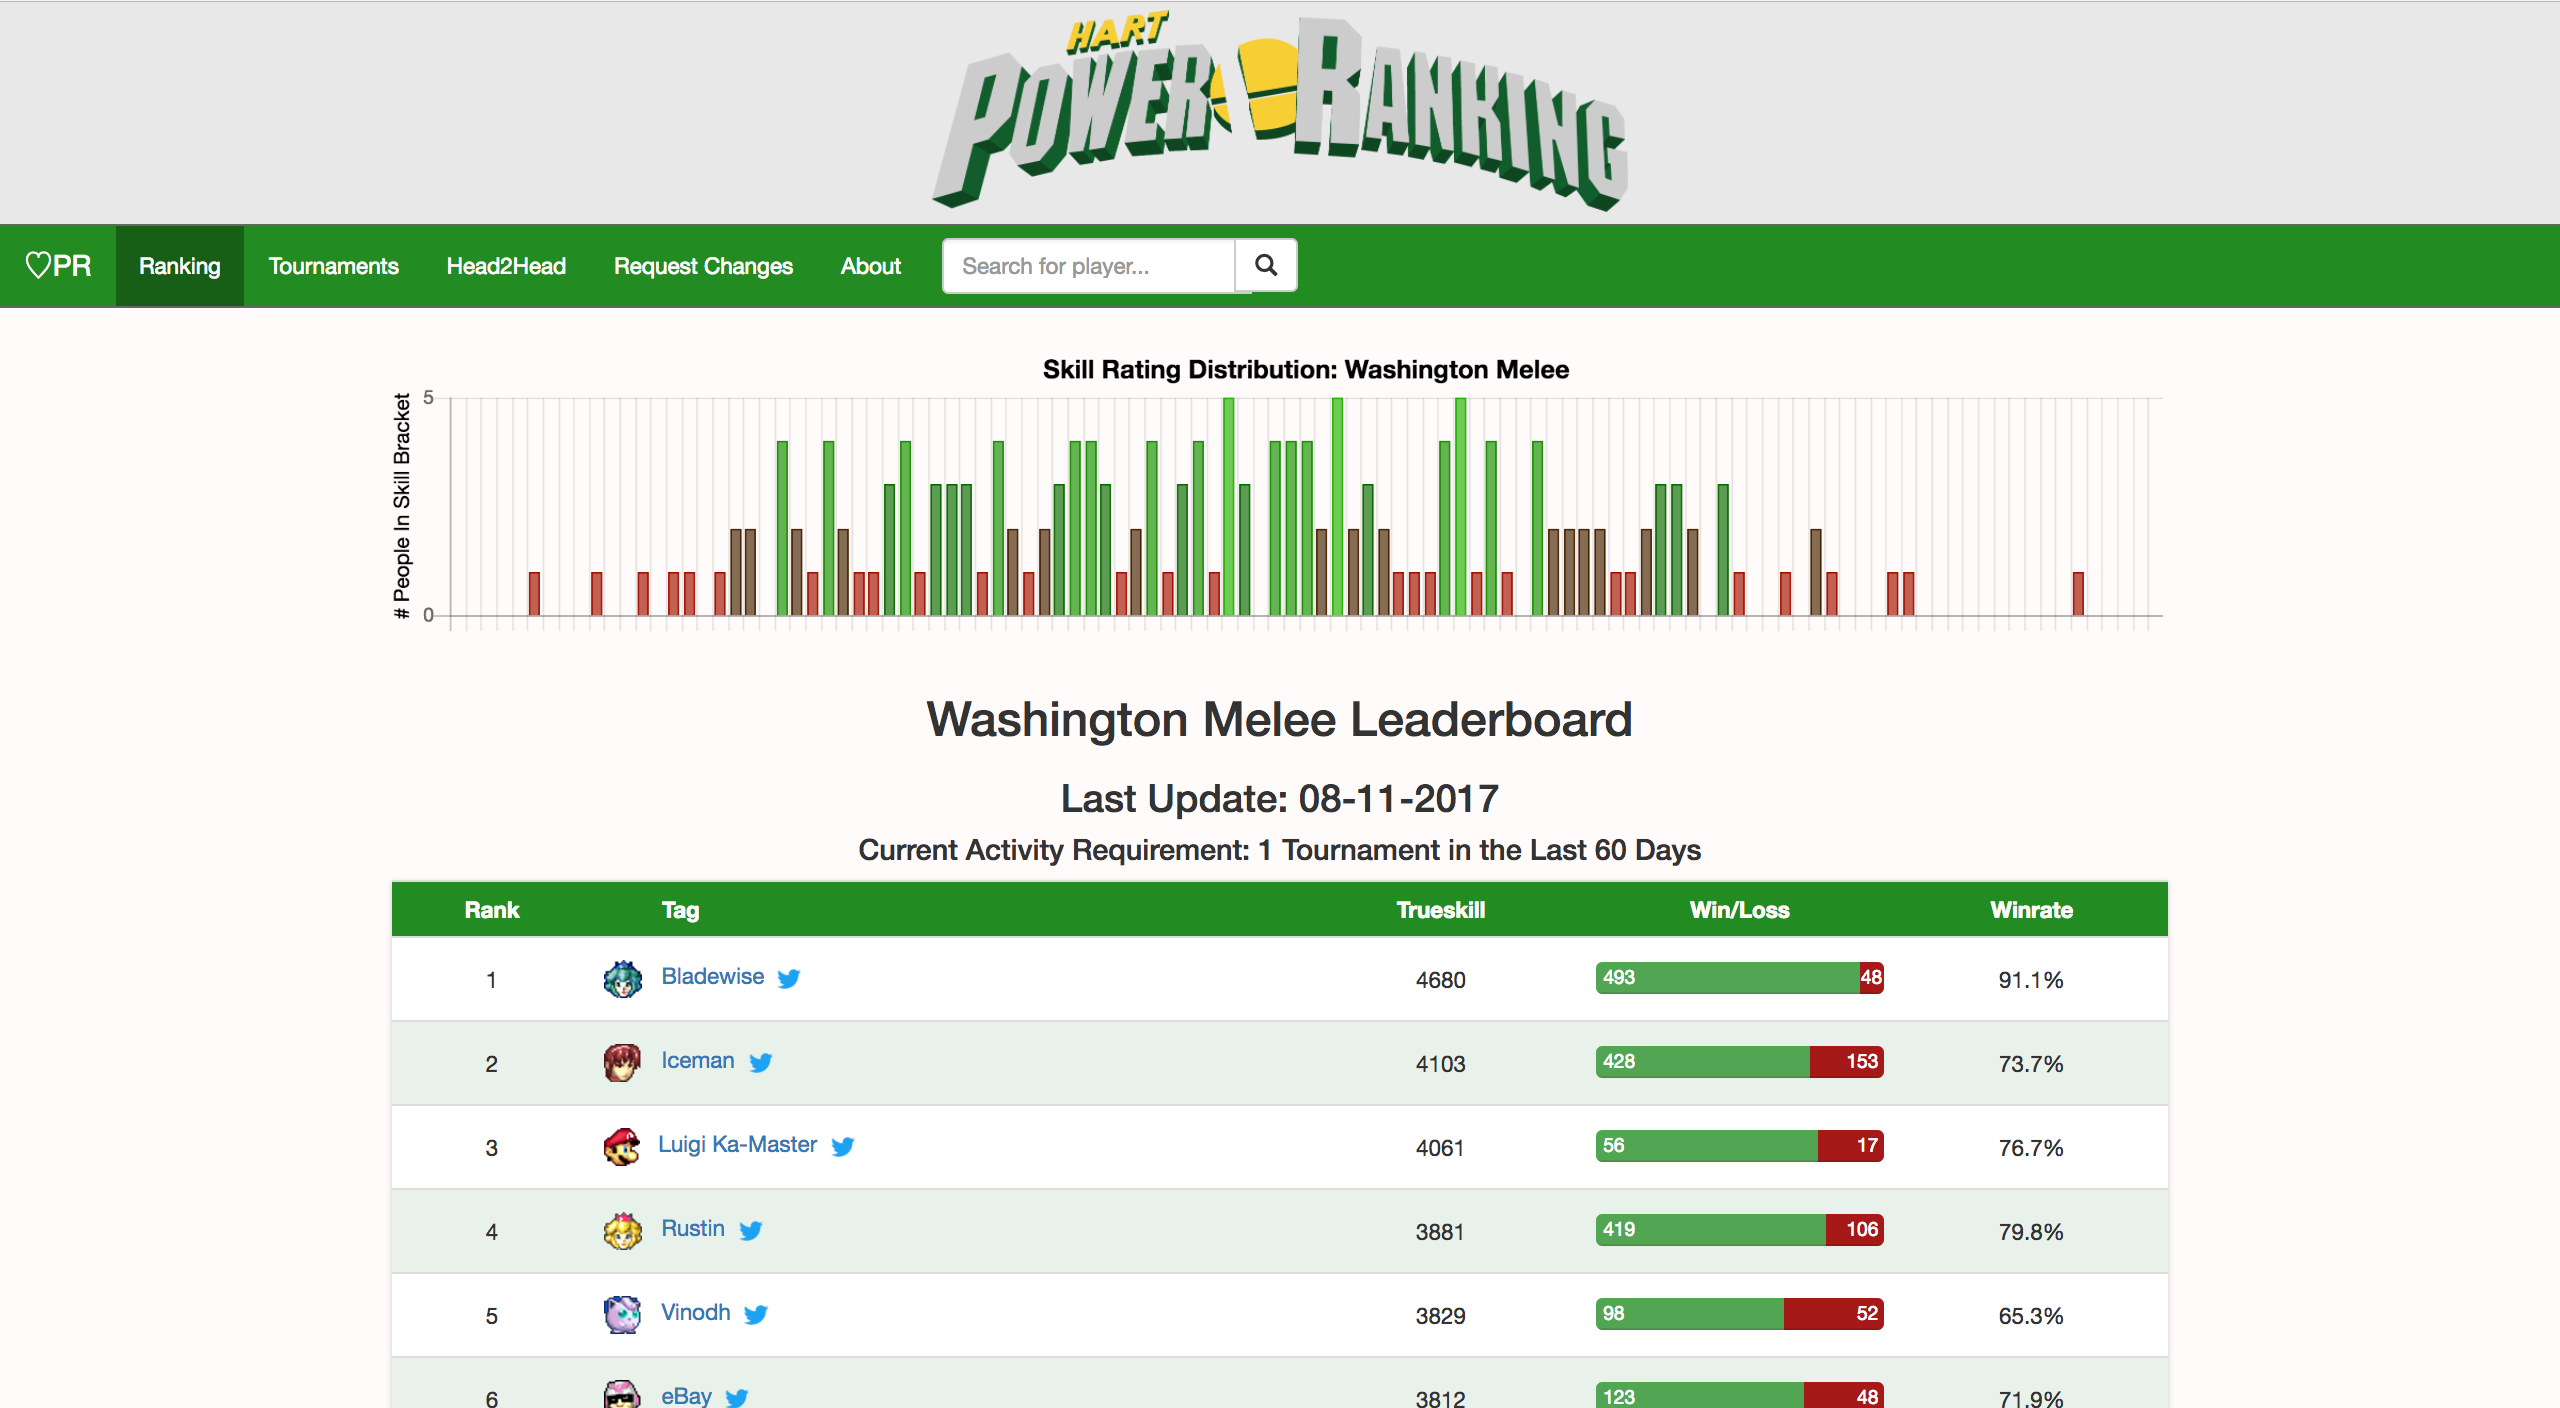 HART
POWER RANKING
♡PR Ranking Tournaments Head2Head Request Changes About Search for player...
Skill Rating Distribution: Washington Melee
# People In Skill Bracket
5
0
Washington Melee Leaderboard
Last Update: 08-11-2017
Current Activity Requirement: 1 Tournament in the Last 60 Days
Rank Tag Trueskill Win/Loss Winrate
1 Bladewise 4680 493 48 91.1%
2 Iceman 4103 428 153 73.7%
3 Luigi Ka-Master 4061 56 17 76.7%
4 Rustin 3881 419 106 79.8%
5 Vinodh 3829 98 52 65.3%
6 eBay 3812 123 48 71.9%